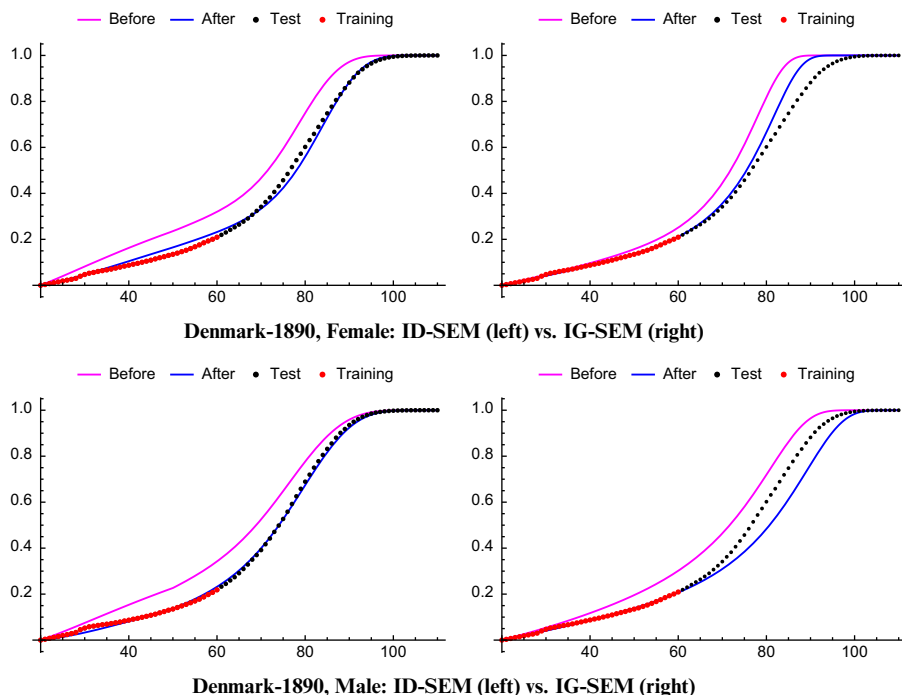 Before After Test Training Before After Test Training
1.0 1.0
0.8 0.8
0.6 0.6
0.4 0.4
0.2 0.2
40 60 80 100 40 60 80 100
Denmark-1890, Female: ID-SEM (left) vs. IG-SEM (right)
Before After Test Training Before After Test Training
1.0 1.0
0.8 0.8
0.6 0.6
0.4 0.4
0.2 0.2
40 60 80 100 40 60 80 100
Denmark-1890, Male: ID-SEM (left) vs. IG-SEM (right)